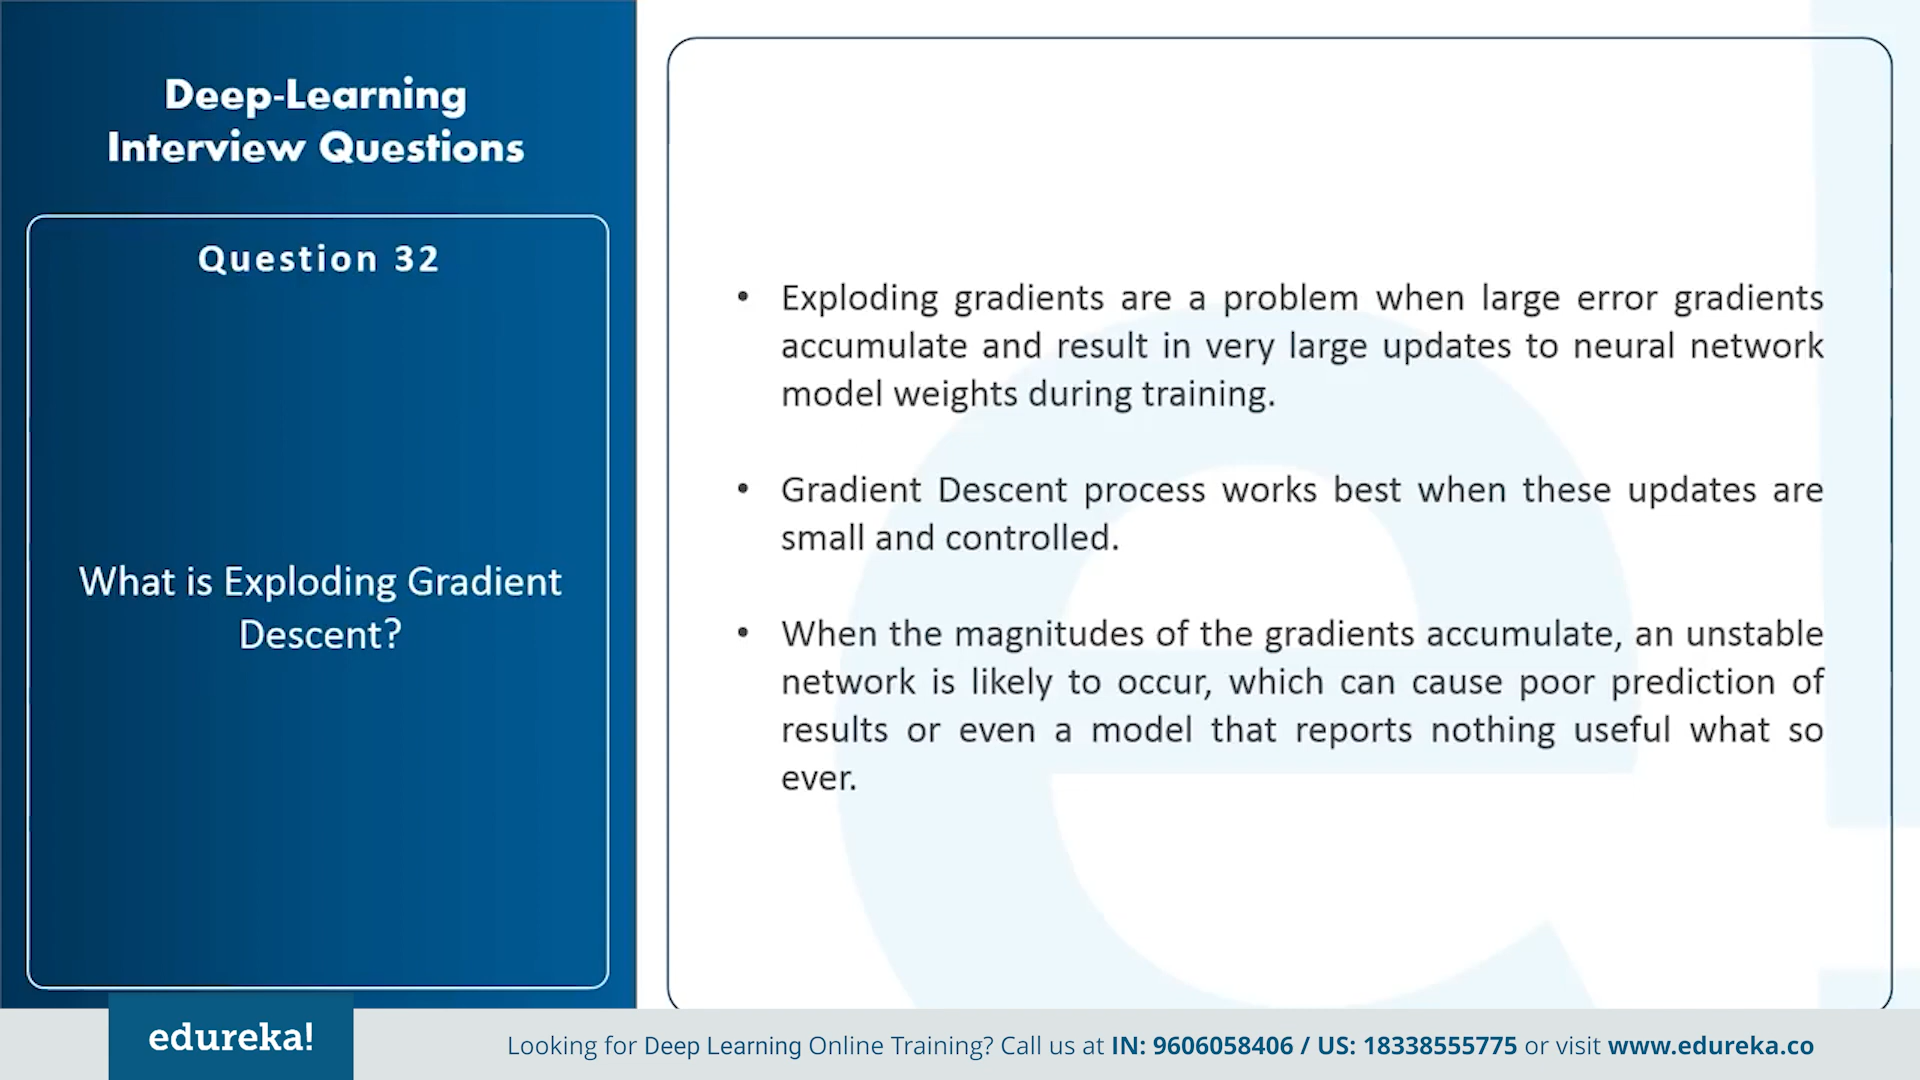 Deep-Learning
Interview Questions
Question 32
What is Exploding Gradient
Descent?
• Exploding gradients are a problem when large error gradients
accumulate and result in very large updates to neural network
model weights during training.
• Gradient Descent process works best when these updates are
small and controlled.
• When the magnitudes of the gradients accumulate, an unstable
network is likely to occur, which can cause poor prediction of
results or even a model that reports nothing useful what so
ever.
edureka!
Looking for Deep Learning Online Training? Call us at IN: 9606058406 / US: 18338555775 or visit www.edureka.co